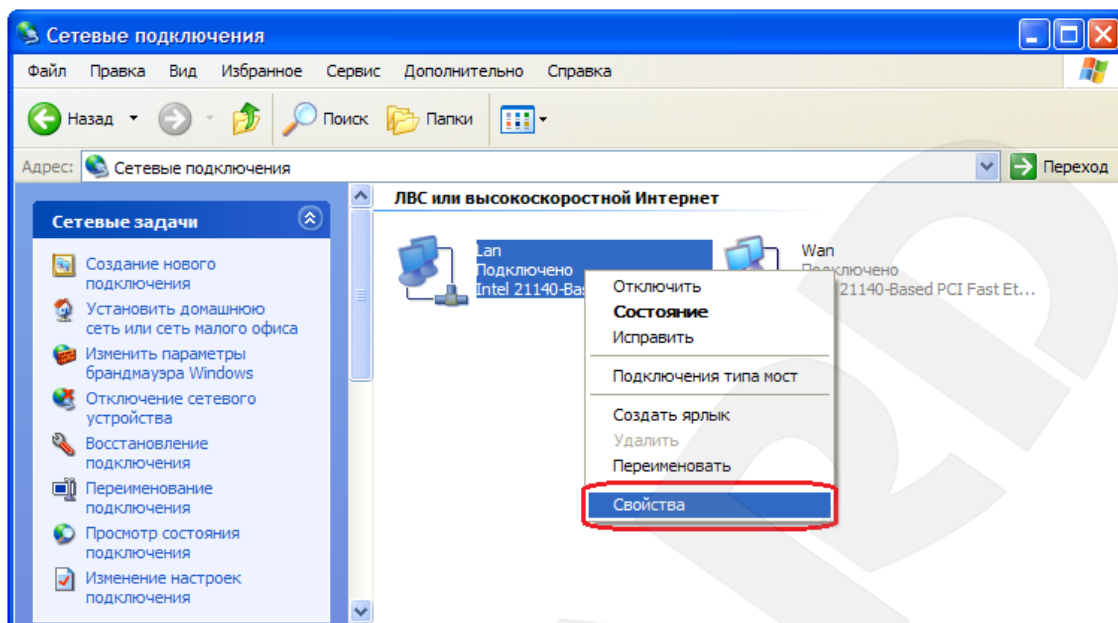 Сетевые подключения
Файл Правка Вид Избранное Сервис Дополнительно Справка
Назад Поиск Папки
Адрес: Сетевые подключения Переход
Сетевые задачи
Создание нового
подключения
Установить домашнюю
сеть или сеть малого офиса
Изменить параметры
брандмауэра Windows
Отключение сетевого
устройства
Восстановление
подключения
Переименование
подключения
Просмотр состояния
подключения
Изменение настроек
подключения
ЛВС или высокоскоростной Интернет
Lan
Подключено
Intel 21140-Bas
Wan
Подключено
21140-Based PCI Fast Et...
Отключить
Состояние
Исправить
Подключения типа мост
Создать ярлык
Удалить
Переименовать
Свойства